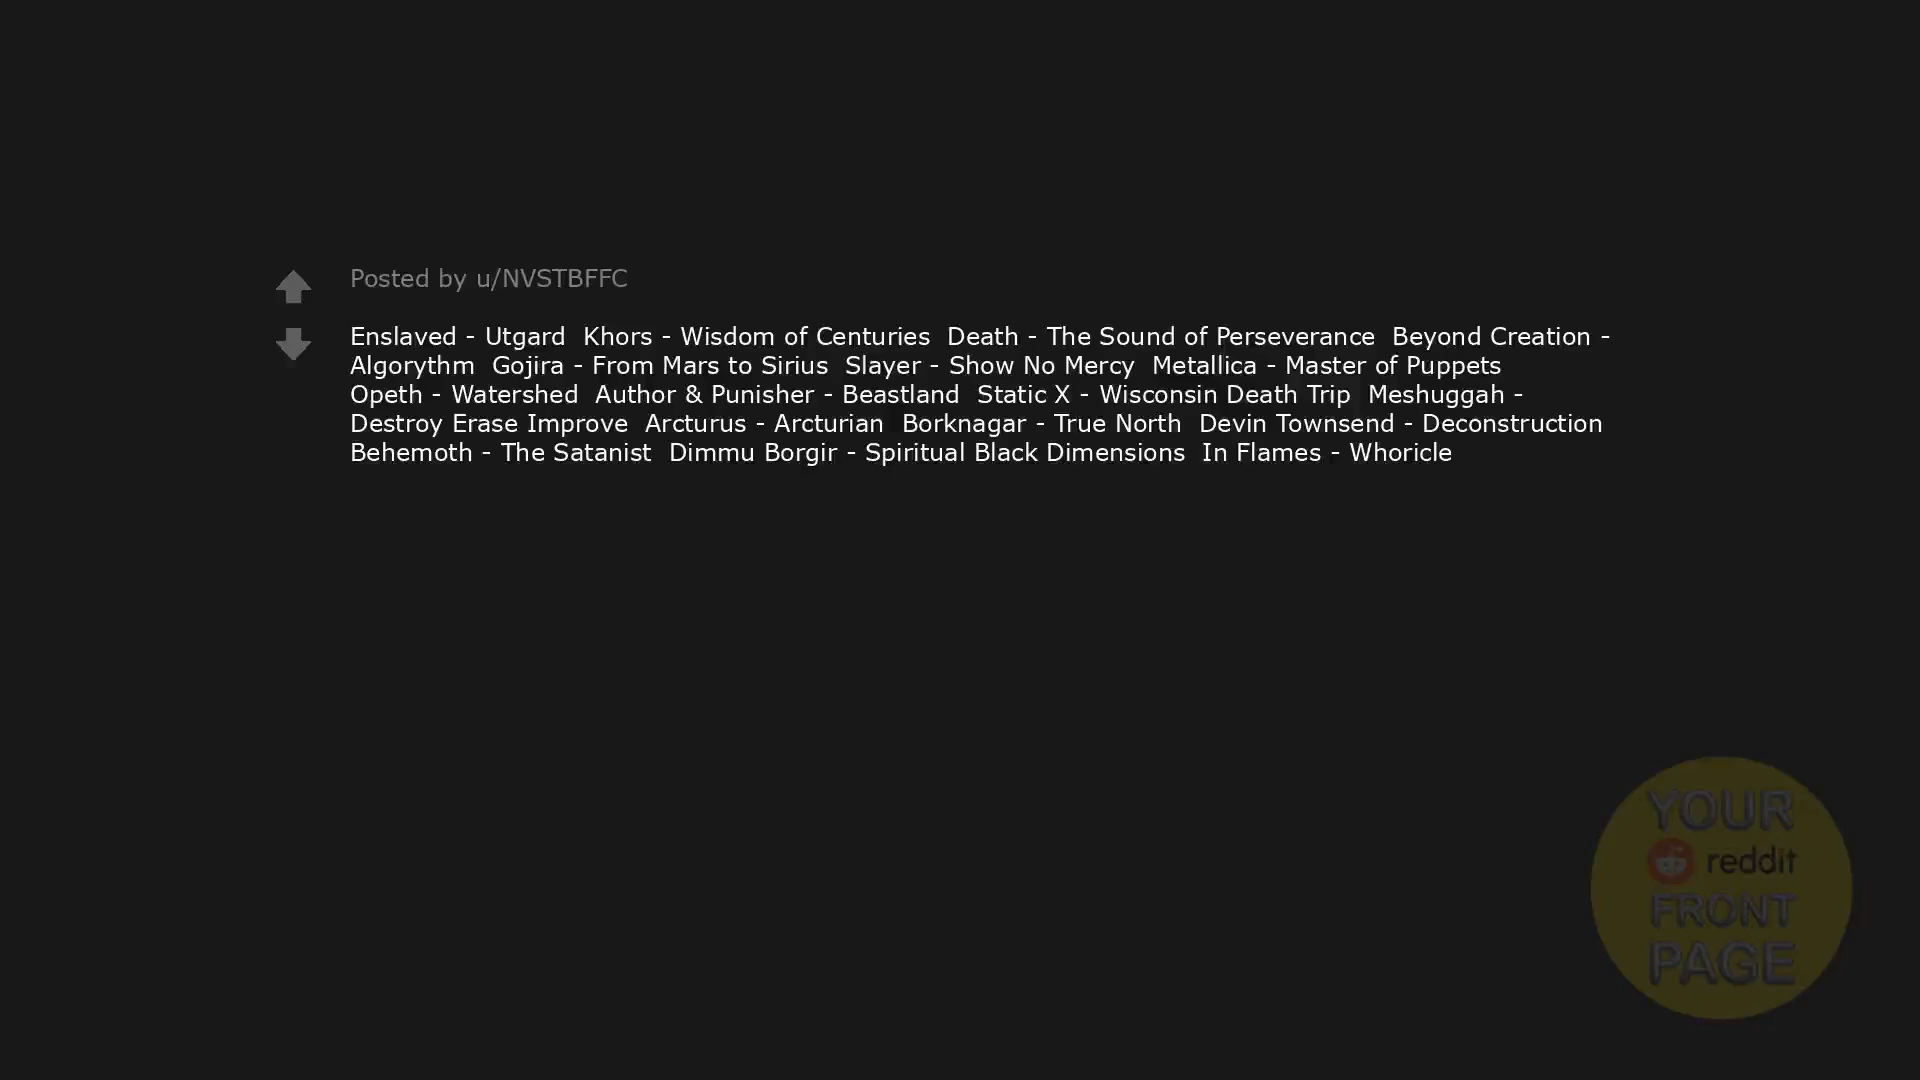 Posted by u/NVSTBFFC
Enslaved - Utgard  Khors - Wisdom of Centuries  Death - The Sound of Perseverance  Beyond Creation -
Algorythm  Gojira - From Mars to Sirius  Slayer - Show No Mercy  Metallica - Master of Puppets
Opeth - Watershed  Author & Punisher - Beastland  Static X - Wisconsin Death Trip  Meshuggah -
Destroy Erase Improve  Arcturus - Arcturian  Borknagar - True North  Devin Townsend - Deconstruction
Behemoth - The Satanist  Dimmu Borgir - Spiritual Black Dimensions  In Flames - Whoricle
YOUR
reddit
FRONT
PAGE